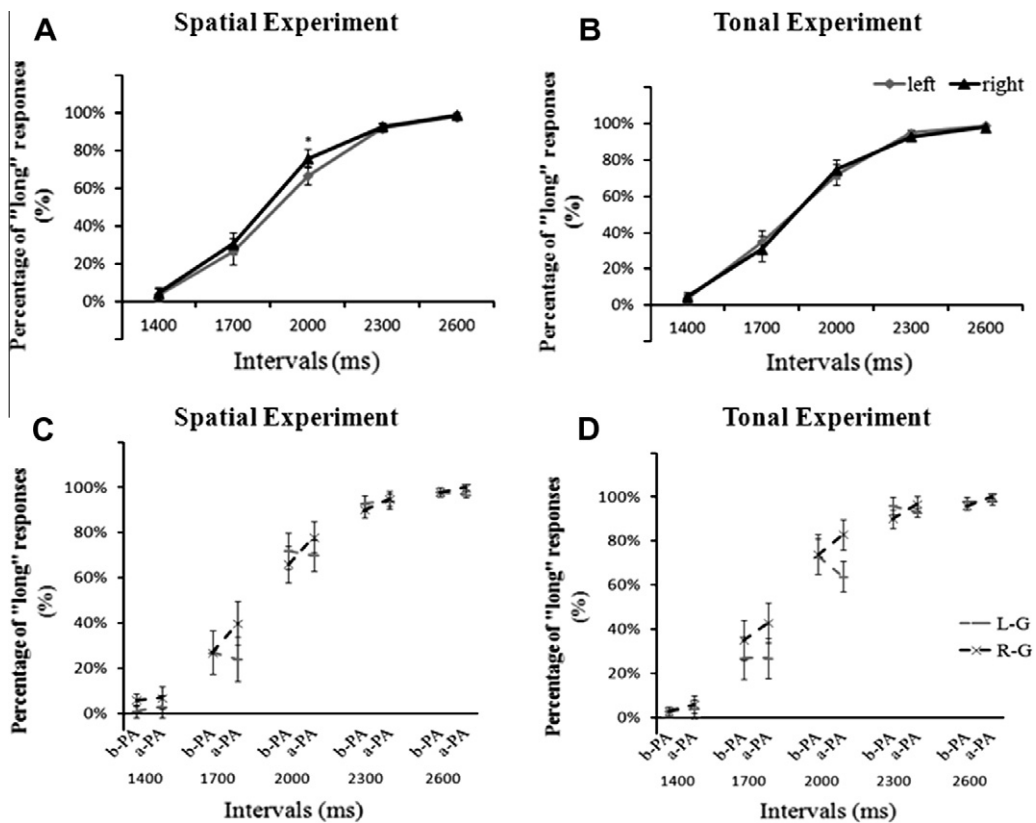 A
Spatial Experiment
Percentage of "long" responses
(%)
100%
80%
60%
40%
20%
0%
*
1400 1700 2000 2300 2600
Intervals (ms)
B
Tonal Experiment
left right
Percentage of "long" responses
(%)
100%
80%
60%
40%
20%
0%
1400 1700 2000 2300 2600
Intervals (ms)
C
Spatial Experiment
Percentage of "long" responses
(%)
100%
80%
60%
40%
20%
0%
b-PA a-PA b-PA a-PA b-PA a-PA b-PA a-PA b-PA a-PA
1400 1700 2000 2300 2600
Intervals (ms)
D
Tonal Experiment
Percentage of "long" responses
(%)
100%
80%
60%
40%
20%
0%
L-G
R-G
b-PA a-PA b-PA a-PA b-PA a-PA b-PA a-PA b-PA a-PA
1400 1700 2000 2300 2600
Intervals (ms)